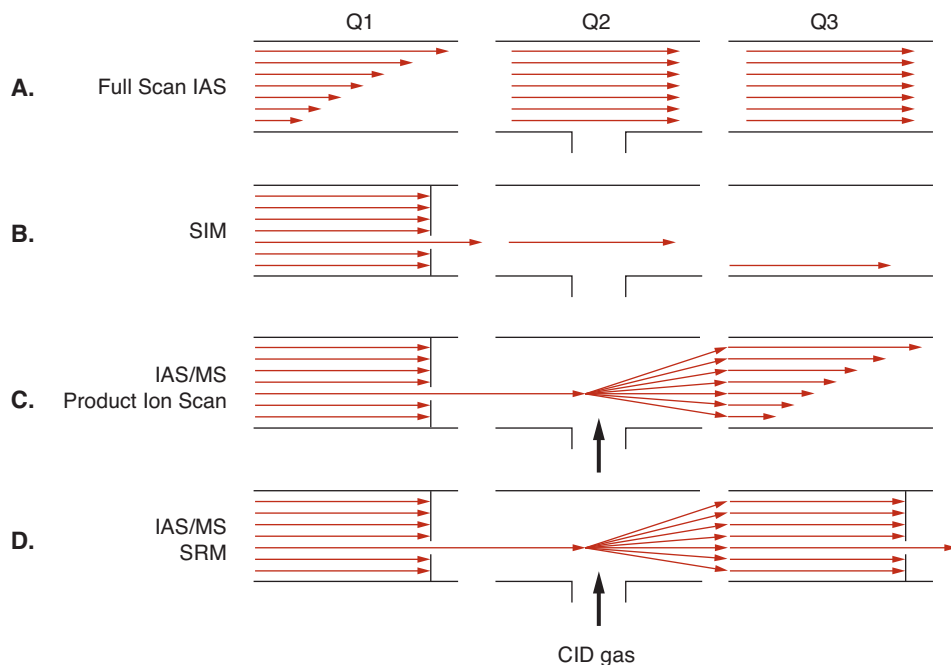 Q1 Q2 Q3
A. Full Scan IAS
B. SIM
IAS/MS
C. Product Ion Scan
IAS/MS
D. SRM
CID gas